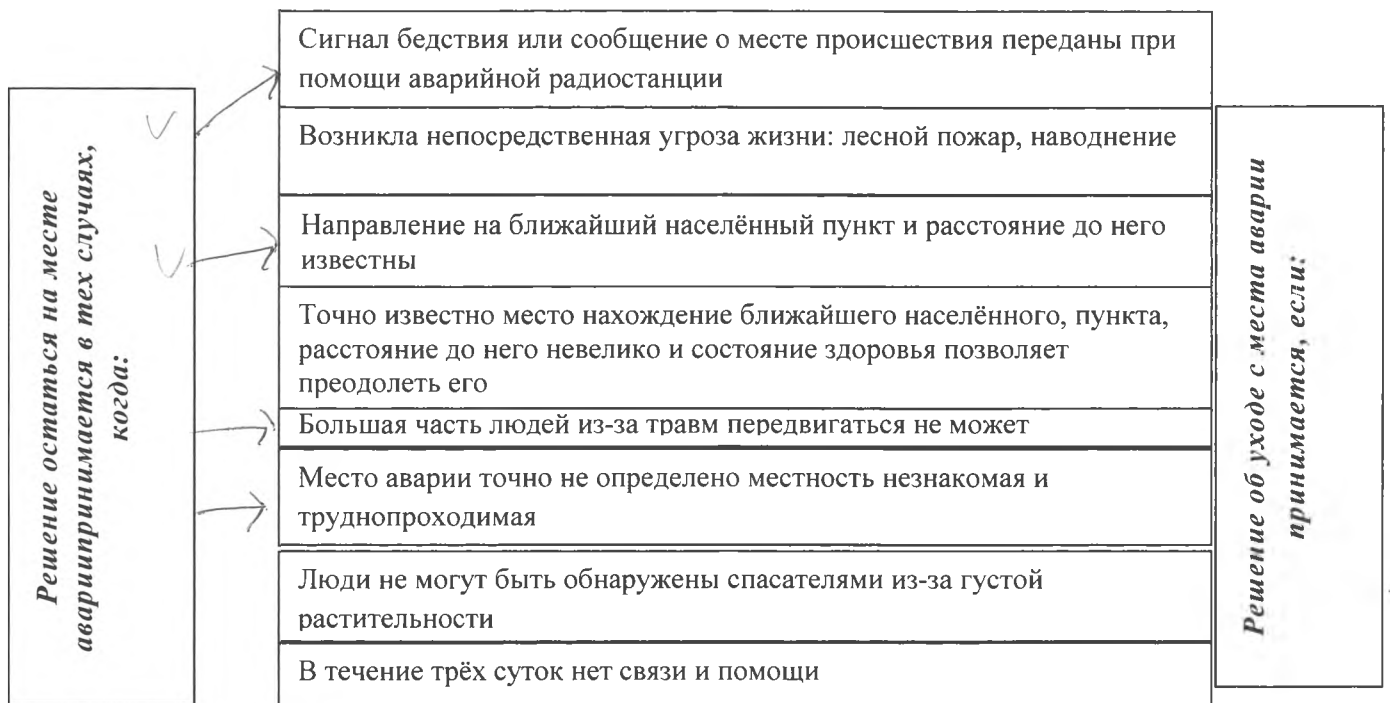 Решение остаться на месте
авариипринимается в тех случаях,
когда:
Сигнал бедствия или сообщение о месте происшествия переданы при
помощи аварийной радиостанции
Возникла непосредственная угроза жизни: лесной пожар, наводнение
Направление на ближайший населённый пункт и расстояние до него
известны
Точно известно место нахождение ближайшего населённого, пункта,
расстояние до него невелико и состояние здоровья позволяет
преодолеть его
Большая часть людей из-за травм передвигаться не может
Место аварии точно не определено местность незнакомая и
труднопроходимая
Люди не могут быть обнаружены спасателями из-за густой
растительности
В течение трёх суток нет связи и помощи
Решение об уходе с места аварии
принимается, если: